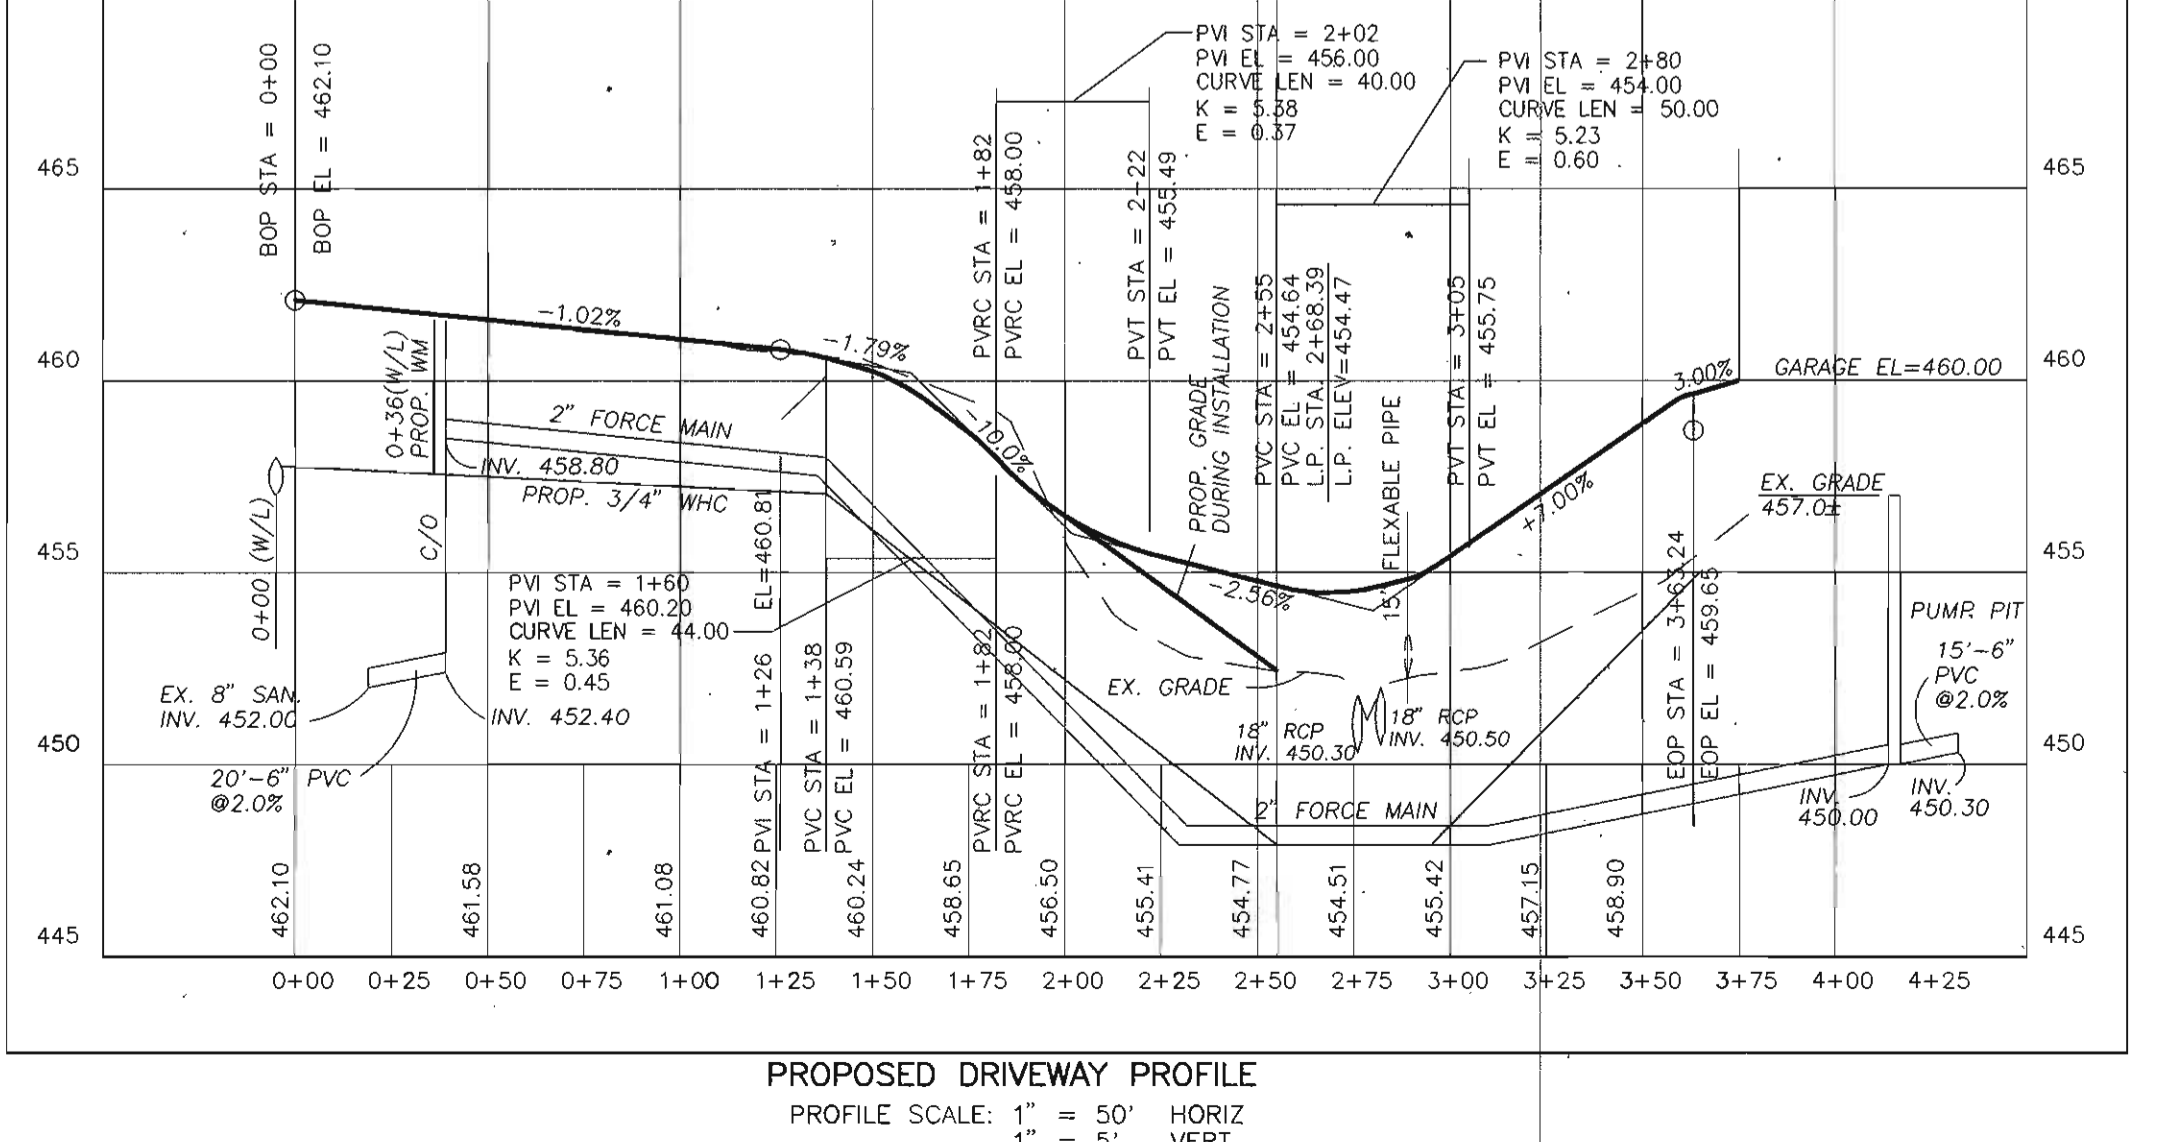 BOP STA = 0+00
BOP EL = 462.10
PVI STA = 2+02
PVI EL = 456.00
CURVE LEN = 40.00
K = 5.38
E = 0.37
PVI STA = 2+80
PVI EL = 454.00
CURVE LEN = 50.00
K = 5.23
E = 0.60
465
465
PVRC STA = 1+82
PVRC EL = 458.00
PVT STA = 2+22
PVT EL = 455.49
PVC STA = 2+55
PVC EL = 454.64
L.P. STA. 2+68.39
L.P. ELEV=454.47
PVT STA = 3+05
PVT EL = 455.75
-1.02%
-1.79%
-10.0%
-2.56%
+7.00%
3.00%
460
460
GARAGE EL=460.00
0+36(W/L)
PROP. WM
2" FORCE MAIN
INV. 458.80
PROP. 3/4" WHC
PROP. GRADE
DURING INSTALLATION
15' FLEXABLE PIPE
EX. GRADE
457.0±
0+00 (W/L)
C/O
455
455
PVI STA = 1+60
PVI EL = 460.20
CURVE LEN = 44.00
K = 5.36
E = 0.45
PVI STA = 1+26
EL=460.81
PVC STA = 1+38
PVC EL = 460.59
PVRC STA = 1+82
PVRC EL = 458.00
EX. GRADE
EOP STA = 3+63.24
EOP EL = 459.65
PUMP PIT
15'-6"
PVC
@2.0%
EX. 8" SAN.
INV. 452.00
INV. 452.40
20'-6" PVC
@2.0%
18" RCP
INV. 450.30
18" RCP
INV. 450.50
450
450
2" FORCE MAIN
INV.
450.00
INV.
450.30
445
445
462.10
461.58
461.08
460.82
460.24
458.65
456.50
455.41
454.77
454.51
455.42
457.15
458.90
0+00 0+25 0+50 0+75 1+00 1+25 1+50 1+75 2+00 2+25 2+50 2+75 3+00 3+25 3+50 3+75 4+00 4+25
PROPOSED DRIVEWAY PROFILE
PROFILE SCALE: 1" = 50' HORIZ
1" = 5' VERT